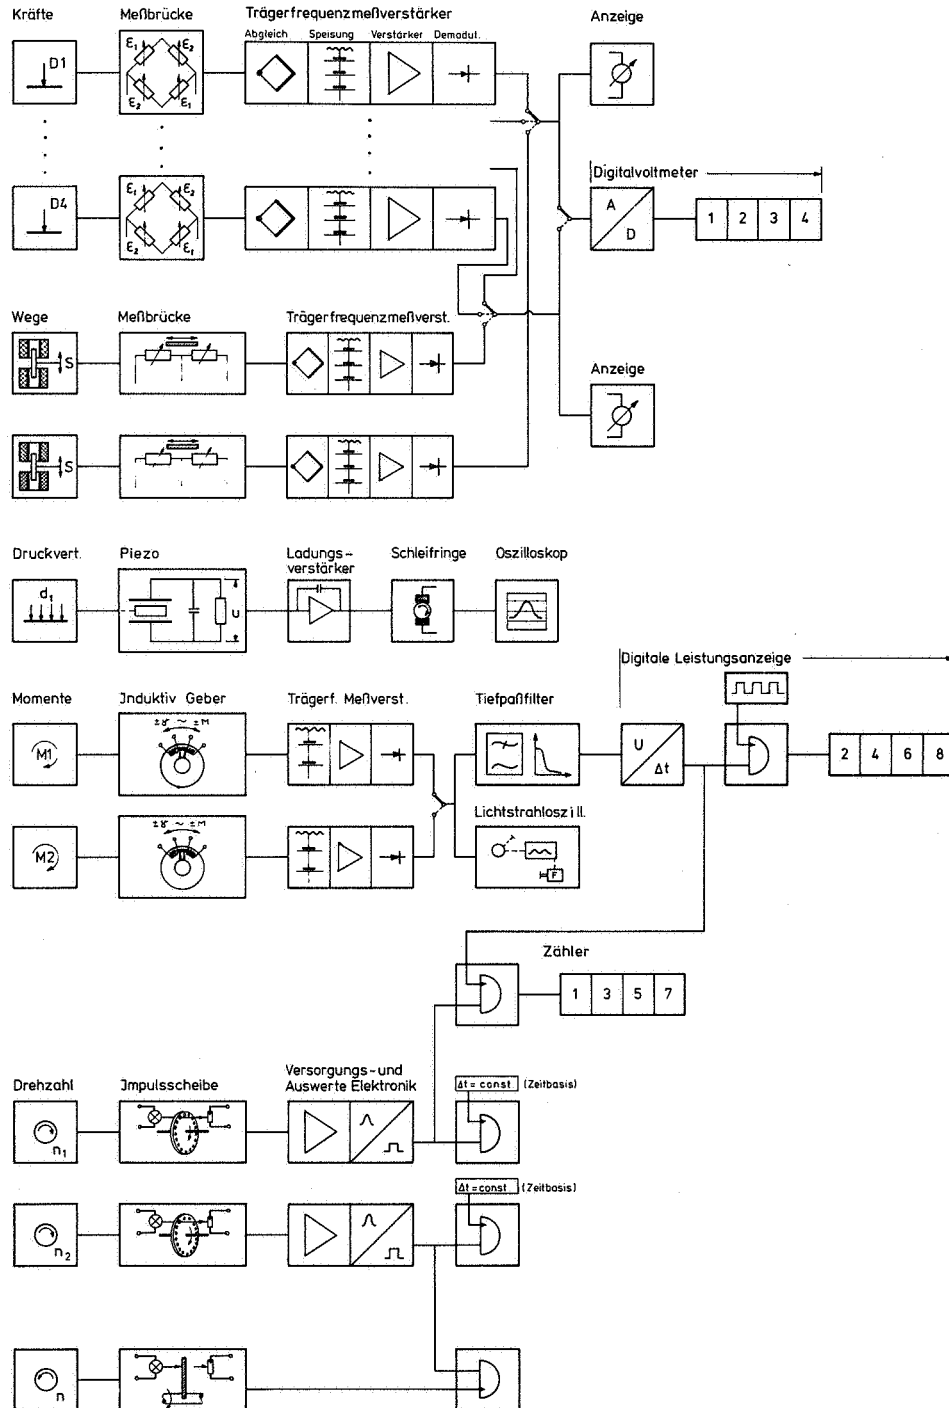 Kräfte
Meßbrücke
Trägerfrequenzmeßverstärker
Anzeige
Abgleich
Speisung
Verstärker
Demodul.
D1
ε1
ε2
ε2
ε1
Digitalvoltmeter
D4
ε1
ε2
ε2
ε1
A
D
1 2 3 4
Wege
Meßbrücke
Trägerfrequenzmeßverst.
S
Anzeige
S
Druckvert.
Piezo
Ladungs-
verstärker
Schleifringe
Oszilloskop
d1
U
Digitale Leistungsanzeige
Momente
Induktiv Geber
Trägerf. Meßverst.
Tiefpaßfilter
M1
U
Δt
2 4 6 8
Lichtstrahloszill.
M2
F
Zähler
1 3 5 7
Drehzahl
Impulsscheibe
Versorgungs-und
Auswerte Elektronik
Δt = const.
(Zeitbasis)
n1
Δt = const.
(Zeitbasis)
n2
n